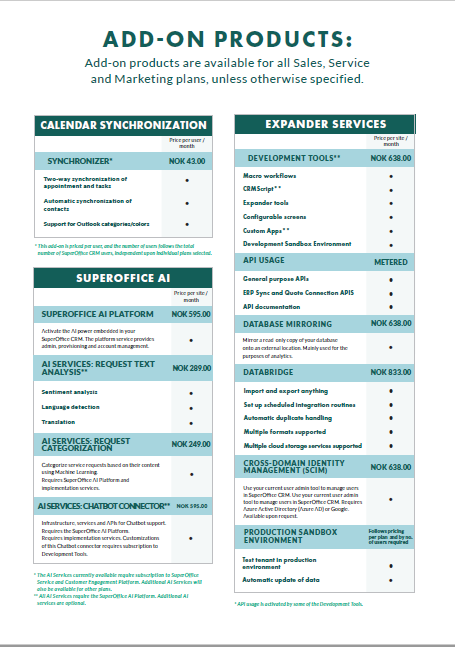 ADD-ON PRODUCTS:
Add-on products are available for all Sales, Service
and Marketing plans, unless otherwise specified.
CALENDAR SYNCHRONIZATION
Price per user /
month
SYNCHRONIZER* NOK 43.00
Two-way synchronization of
appointment and tasks •
Automatic synchronization of
contacts •
Support for Outlook categories/colors •
* This add-on is priced per user, and the number of users follows the total
number of SuperOffice CRM users, independent upon individual plans selected.
SUPEROFFICE AI
Price per site /
month
SUPEROFFICE AI PLATFORM NOK 595.00
Activate the AI power embedded in your
SuperOffice CRM. The platform service provides
admin, provisioning and account management. •
AI SERVICES: REQUEST TEXT
ANALYSIS** NOK 289.00
Sentiment analysis •
Language detection •
Translation •
AI SERVICES: REQUEST
CATEGORIZATION NOK 249.00
Categorize service requests based on their content
using Machine Learning.
Requires SuperOffice AI Platform and
implementation services. •
AI SERVICES: CHATBOT CONNECTOR** NOK 595.00
Infrastructure, services and APIs for Chatbot support.
Requires the SuperOffice AI Platform.
Requires implementation services. Customizations
of this Chatbot connector requires subscription to
Development Tools. •
* The AI Services currently available require subscription to SuperOffice
Service and Customer Engagement Platform. Additional AI Services will
also be available for other plans.
** All AI Services require the SuperOffice AI Platform. Additional AI
services are optional.
EXPANDER SERVICES
Price per site /
month
DEVELOPMENT TOOLS** NOK 638.00
Macro workflows •
CRMScript** •
Expander tools •
Configurable screens •
Custom Apps** •
Development Sandbox Environment •
API USAGE METERED
General purpose APIs •
ERP Sync and Quote Connection APIS •
API documentation •
DATABASE MIRRORING NOK 638.00
Mirror a read only copy of your database
onto an external location. Mainly used for the
purposes of analytics. •
DATABRIDGE NOK 833.00
Import and export anything •
Set up scheduled integration routines •
Automatic duplicate handling •
Multiple formats supported •
Multiple cloud storage services supported •
CROSS-DOMAIN IDENTITY
MANAGEMENT (SCIM) NOK 638.00
Use your current user admin tool to manage users
in SuperOffice CRM. Use your current user admin
tool to manage users in SuperOffice CRM. Requires
Azure Active Directory (Azure AD) or Google.
Available upon request. •
PRODUCTION SANDBOX
ENVIRONMENT
Follows pricing
per plan and by no.
of users required
Test tenant in production
environment •
Automatic update of data •
* API usage is activated by some of the Development Tools.